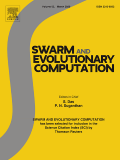 SWARM AND
EVOLUTIONARY
COMPUTATION
Editor-in-Chief
S. Das
P. N. Suganthan
SWARM AND EVOLUTIONARY COMPUTATION
has been selected for inclusion in the
Science Citation Index (SCI) by
Thomson Reuters